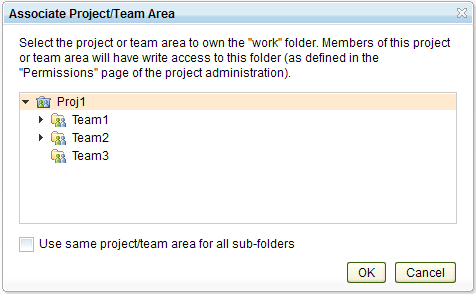 Associate Project/Team Area
Select the project or team area to own the "work" folder. Members of this project
or team area will have write access to this folder (as defined in the
"Permissions" page of the project administration).
Proj1
Team1
Team2
Team3
Use same project/team area for all sub-folders
OK Cancel